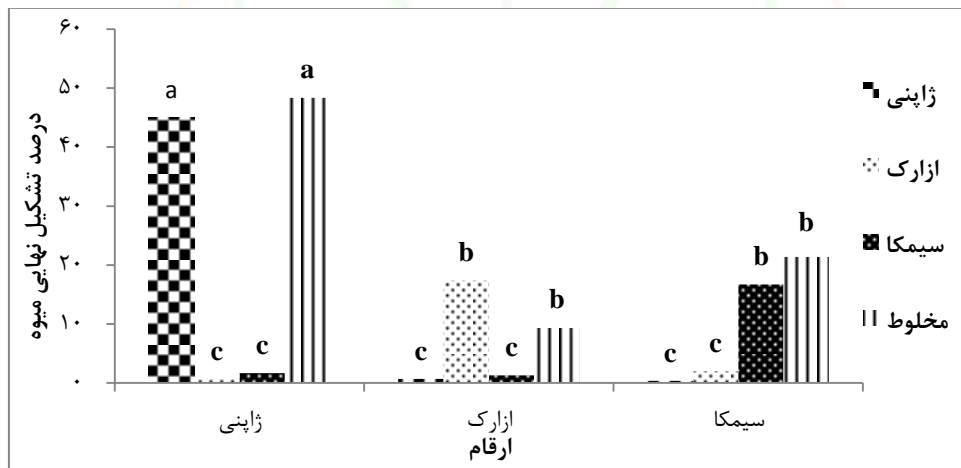 درصد تشکیل نهایی میوه
۶۰
۵۰
۴۰
۳۰
۲۰
۱۰
۰
a c c a
c b c b
c c b b
ژاپنی
ازارک
سیمکا
ارقام
ژاپنی
ازارک
سیمکا
مخلوط